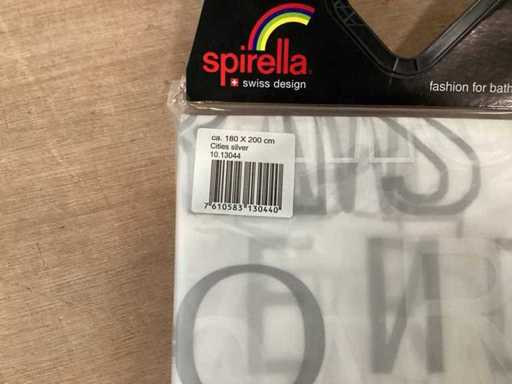 spirella
swiss design
fashion for bath
ca. 180 X 200 cm
Cities silver
10.13044
7 610583 130440
O